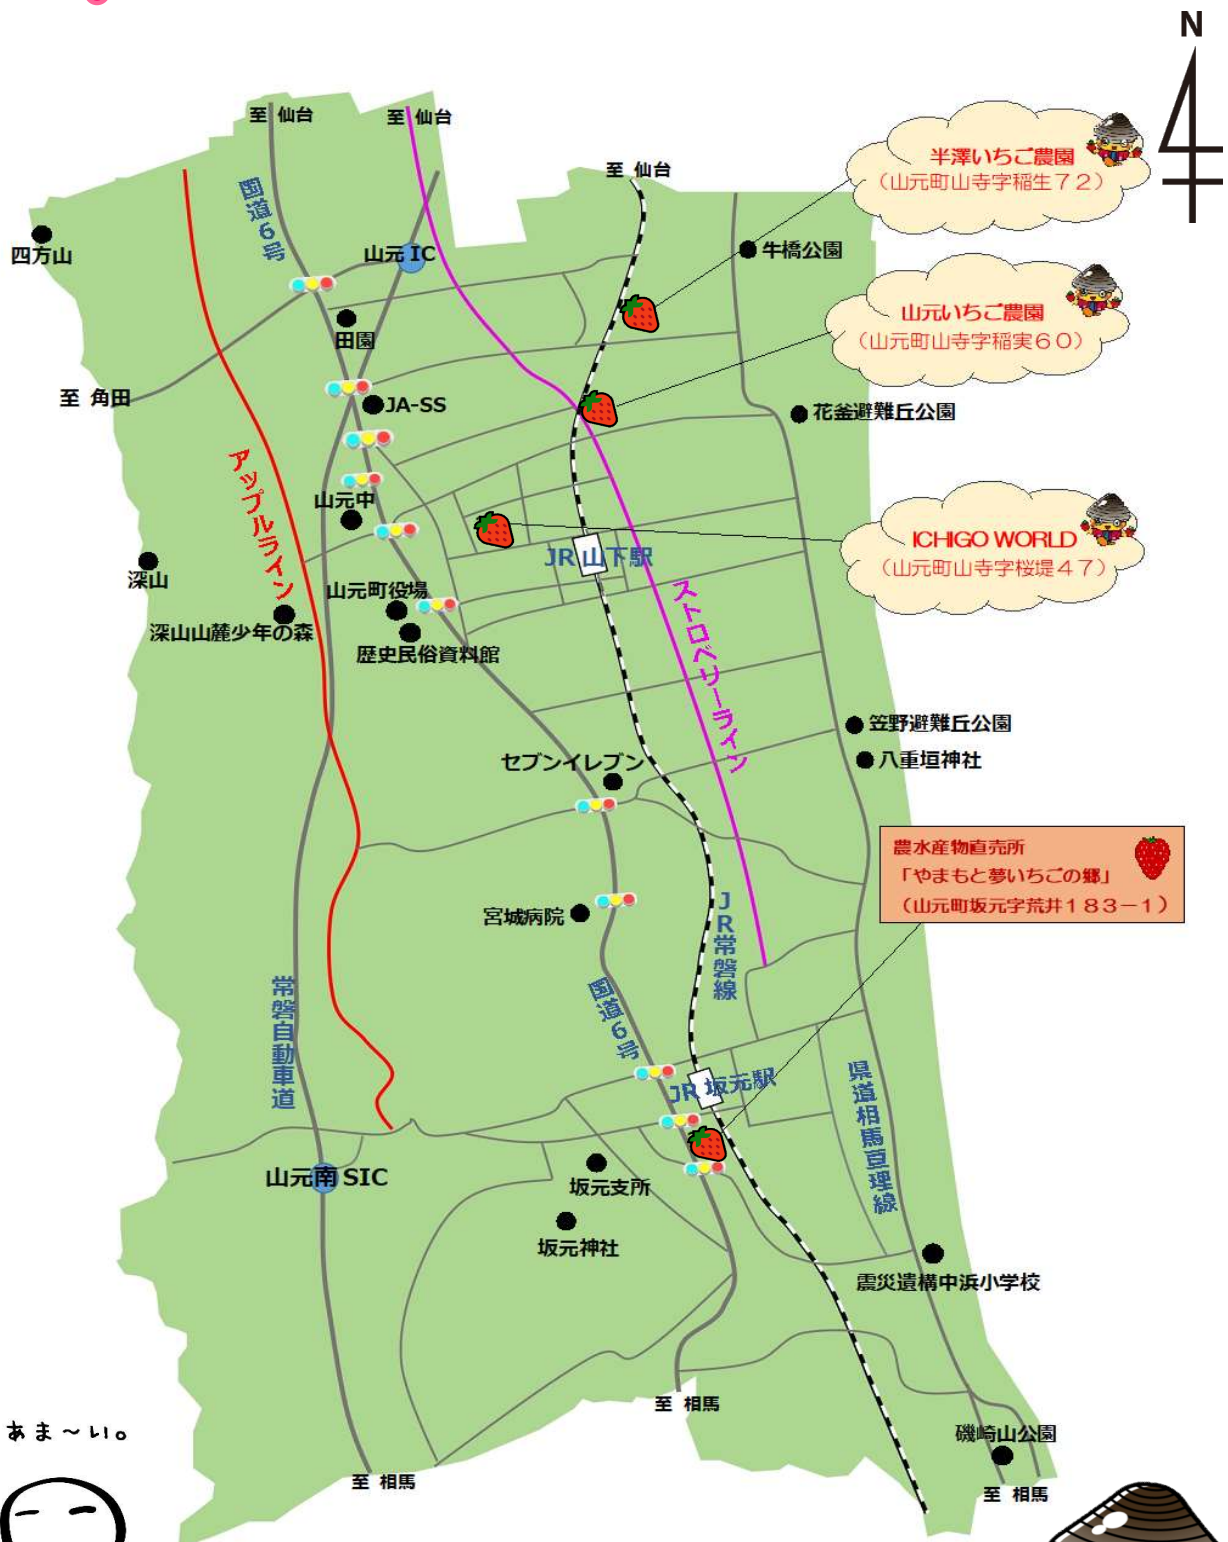 N
至 仙台
至 仙台
至 仙台
半澤いちご農園
（山元町山寺字稲生７２）
国道６号
四方山
山元 IC
牛橋公園
山元いちご農園
（山元町山寺字稲実６０）
田園
至 角田
JA-SS
花釜避難丘公園
アップルライン
山元中
ICHIGO WORLD
（山元町山寺字桜堤４７）
JR 山下駅
深山
山元町役場
深山山麓少年の森
歴史民俗資料館
ストロベリーライン
笠野避難丘公園
八重垣神社
セブンイレブン
農水産物直売所
「やまもと夢いちごの郷」
（山元町坂元字荒井１８３－１）
宮城病院
JR常磐線
常磐自動車道
国道６号
JR 坂元駅
県道相馬亘理線
山元南 SIC
坂元支所
坂元神社
震災遺構中浜小学校
至 相馬
あま～い。
磯崎山公園
至 相馬
至 相馬